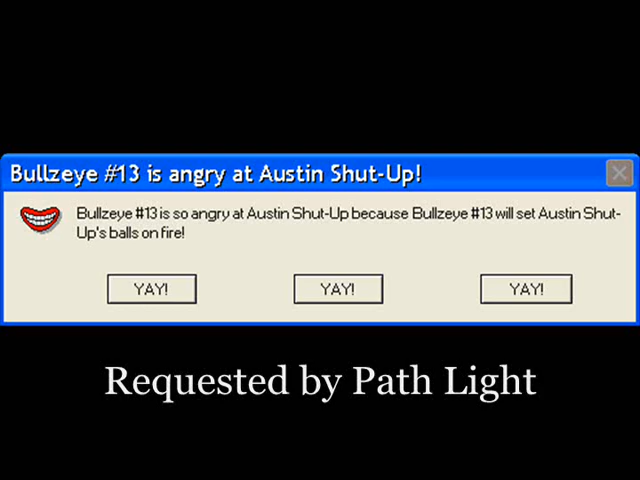 Bullzeye #13 is angry at Austin Shut-Up!
Bullzeye #13 is so angry at Austin Shut-Up because Bullzeye #13 will set Austin Shut-
Up's balls on fire!
YAY! YAY! YAY!
Requested by Path Light